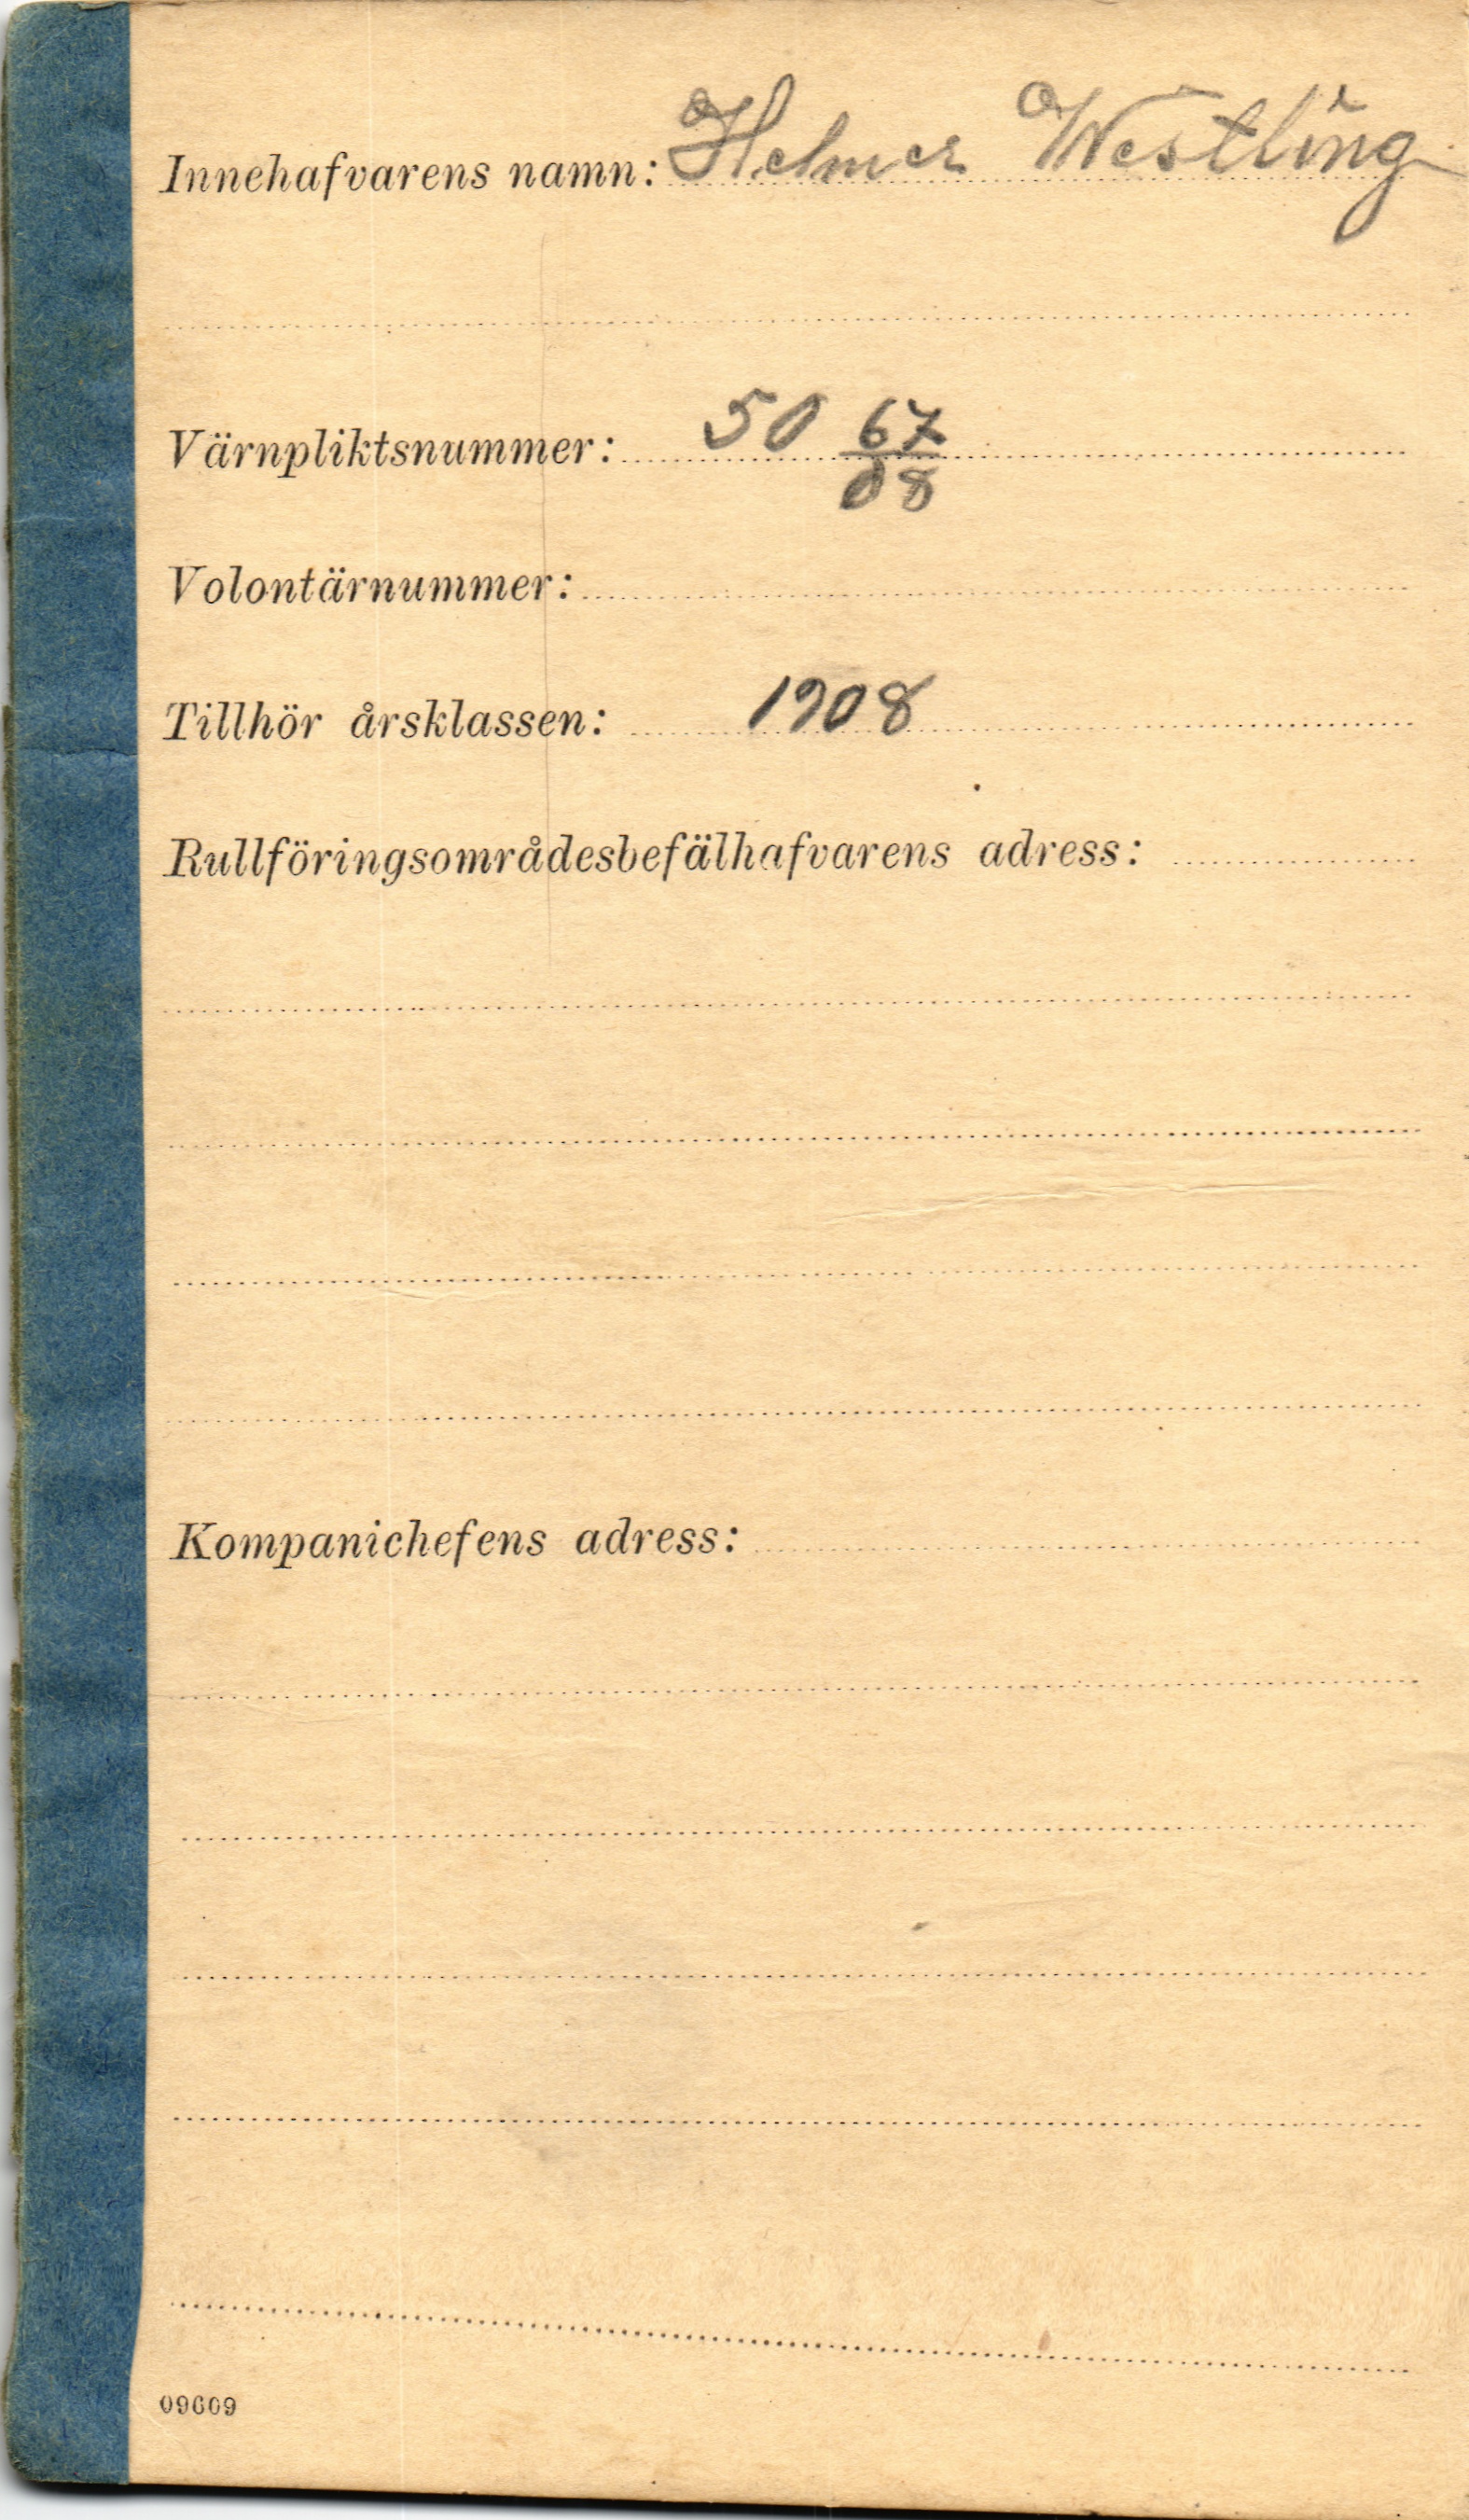 Innehafvarens namn: Helmer Westling
Värnpliktsnummer: 50 67/08
Volontärnummer:
Tillhör årsklassen: 1908
Rullföringsområdesbefälhafvarens adress:
Kompanichefens adress:
09609